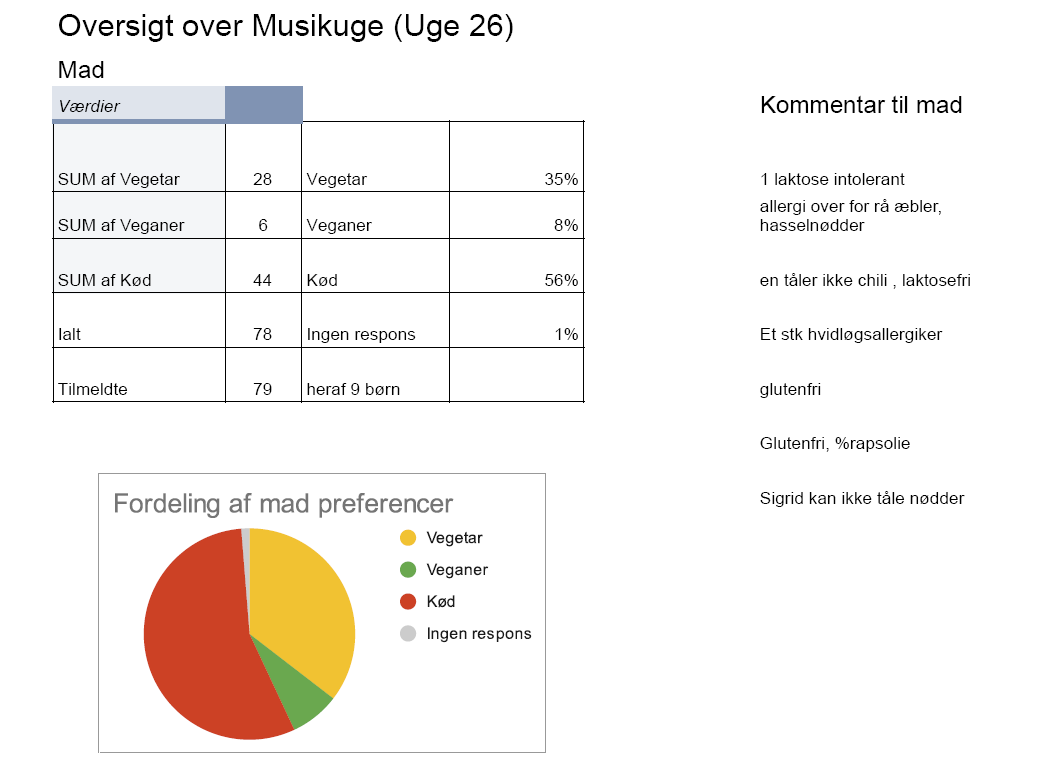 Oversigt over Musikuge (Uge 26)
Mad
Værdier
Kommentar til mad
SUM af Vegetar 28 Vegetar 35%
1 laktose intolerant
allergi over for rå æbler,
hasselnødder
SUM af Veganer 6 Veganer 8%
SUM af Kød 44 Kød 56%
en tåler ikke chili , laktosefri
Ialt 78 Ingen respons 1%
Et stk hvidløgsallergiker
Tilmeldte 79 heraf 9 børn
glutenfri
Glutenfri, %rapsolie
Sigrid kan ikke tåle nødder
Fordeling af mad preferencer
Vegetar
Veganer
Kød
Ingen respons